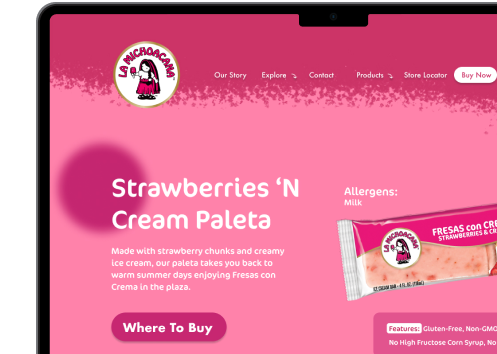 LA MICHOACANA
Our Story Explore Contact Products Store Locator Buy Now
Strawberries ‘N
Cream Paleta
Allergens:
Milk
Made with strawberry chunks and creamy
ice cream, our paleta takes you back to
warm summer days enjoying Fresas con
Crema in the plaza.
LA MICHOACANA
FRESAS con CRE
STRAWBERRIES & C
Where To Buy
Features: Gluten-Free, Non-GMO
No High Fructose Corn Syrup, No